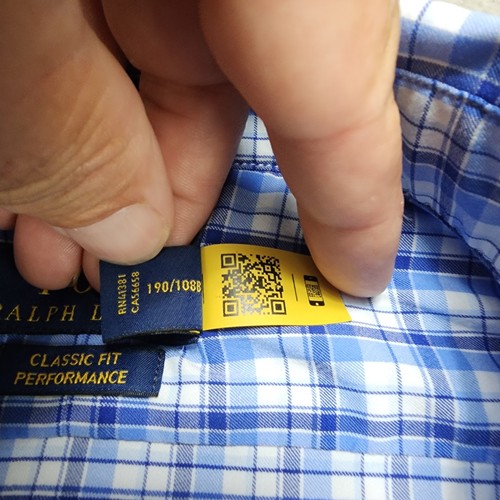 RN41381
CA56658
190/108B
RALPH L
CLASSIC FIT
PERFORMANCE